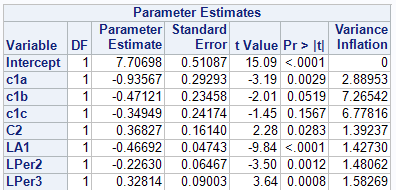 Parameter Estimates
Variable DF Parameter Estimate Standard Error t Value Pr > |t| Variance Inflation
Intercept 1 7.70698 0.51087 15.09 <.0001 0
c1a 1 -0.93567 0.29293 -3.19 0.0029 2.88953
c1b 1 -0.47121 0.23458 -2.01 0.0519 7.26542
c1c 1 -0.34949 0.24174 -1.45 0.1567 6.77816
C2 1 0.36827 0.16140 2.28 0.0283 1.39237
LA1 1 -0.46692 0.04743 -9.84 <.0001 1.42730
LPer2 1 -0.22630 0.06467 -3.50 0.0012 1.48062
LPer3 1 0.32814 0.09003 3.64 0.0008 1.58269